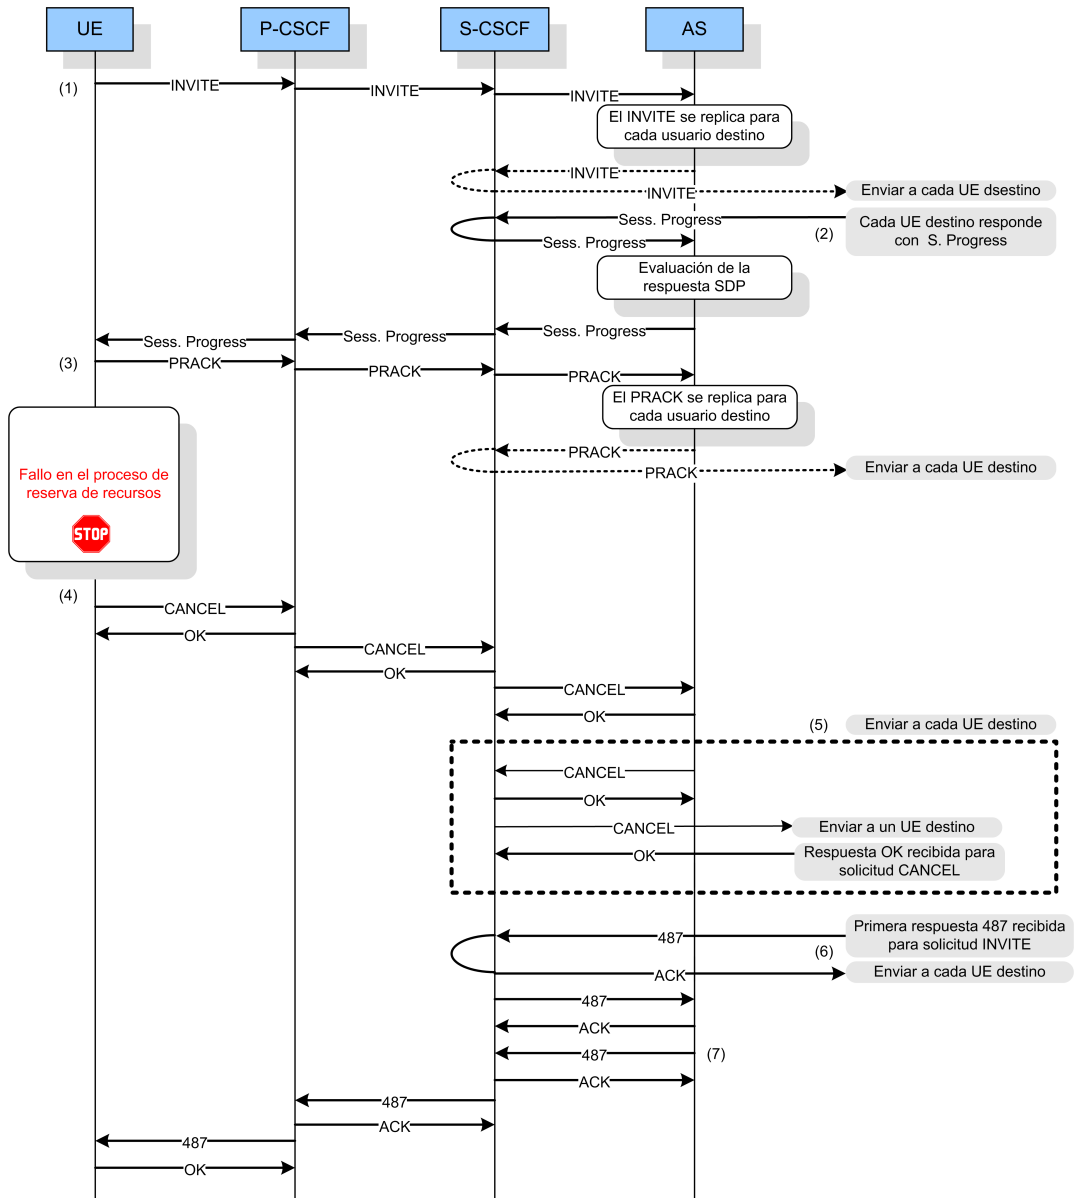 UE
P-CSCF
S-CSCF
AS
(1)
INVITE
INVITE
INVITE
El INVITE se replica para
cada usuario destino
INVITE
INVITE
Enviar a cada UE dsestino
Sess. Progress
Cada UE destino responde
con S. Progress
(2)
Sess. Progress
Evaluación de la
respuesta SDP
Sess. Progress
Sess. Progress
Sess. Progress
(3)
PRACK
PRACK
PRACK
El PRACK se replica para
cada usuario destino
PRACK
PRACK
Enviar a cada UE destino
Fallo en el proceso de
reserva de recursos
STOP
(4)
CANCEL
OK
CANCEL
OK
CANCEL
OK
(5)
Enviar a cada UE destino
CANCEL
OK
CANCEL
Enviar a un UE destino
OK
Respuesta OK recibida para
solicitud CANCEL
487
Primera respuesta 487 recibida
para solicitud INVITE
(6)
ACK
Enviar a cada UE destino
487
ACK
487
(7)
ACK
487
ACK
487
OK